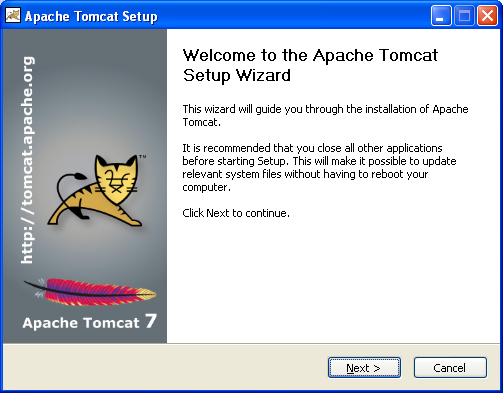 Apache Tomcat Setup
http://tomcat.apache.org
TM
Apache Tomcat 7
Welcome to the Apache Tomcat
Setup Wizard
This wizard will guide you through the installation of Apache
Tomcat.
It is recommended that you close all other applications
before starting Setup. This will make it possible to update
relevant system files without having to reboot your
computer.
Click Next to continue.
Next >
Cancel